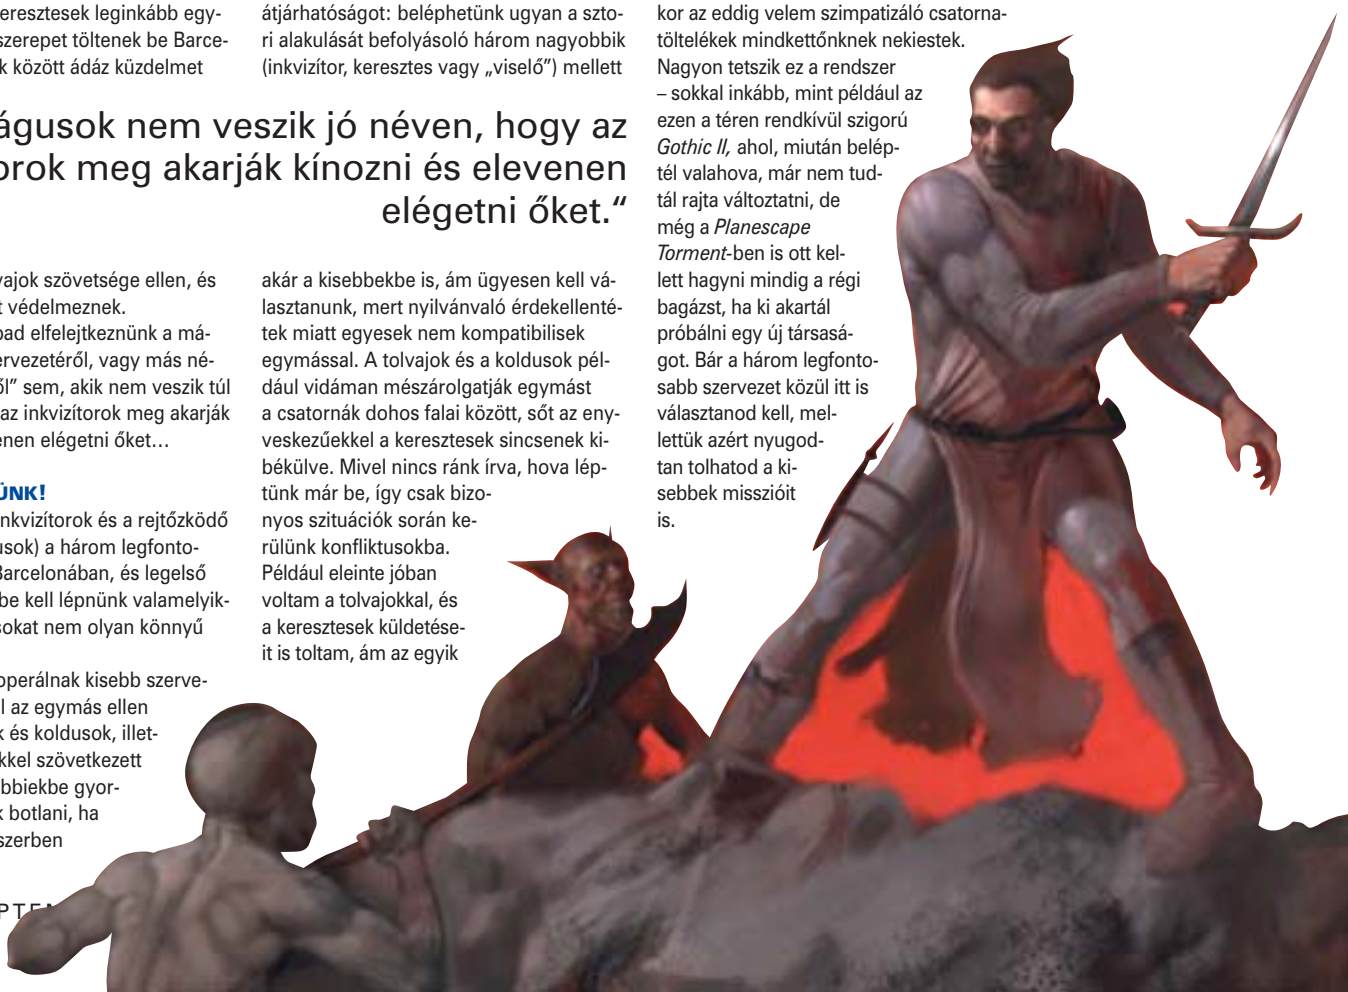 eresztesek leginkább egy-
szerepet töltenek be Barce-
k között ádáz küzdelmet
águsok nem veszik jó néven, hogy az
orok meg akarják kínozni és elevenen
elégetni őket.“
vajok szövetsége ellen, és
t védelmeznek.
bad elfelejtkeznünk a má-
ervezetéről, vagy más né-
ől” sem, akik nem veszik túl
az inkvizítorok meg akarják
enen elégetni őket…
ÜNK!
nkvizítorok és a rejtőzködő
usok) a három legfonto-
Barcelonában, és legelső
be kell lépnünk valamelyik-
sokat nem olyan könnyű
operálnak kisebb szerve-
l az egymás ellen
k és koldusok, illet-
kkel szövetkezett
bbiekbe gyor-
k botlani, ha
szerben
átjárhatóságot: beléphetünk ugyan a szto-
ri alakulását befolyásoló három nagyobbik
(inkvizítor, keresztes vagy „viselő”) mellett
akár a kisebbekbe is, ám ügyesen kell vá-
lasztanunk, mert nyilvánvaló érdekellenté-
tek miatt egyesek nem kompatibilisek
egymással. A tolvajok és a koldusok pél-
dául vidáman mészárolgatják egymást
a csatornák dohos falai között, sőt az eny-
veskezűekkel a keresztesek sincsenek ki-
békülve. Mivel nincs ránk írva, hova lép-
tünk már be, így csak bizo-
nyos szituációk során ke-
rülünk konfliktusokba.
Például eleinte jóban
voltam a tolvajokkal, és
a keresztesek küldetése-
it is toltam, ám az egyik
kor az eddig velem szimpatizáló csatorna-
töltelékek mindkettőnknek nekiestek.
Nagyon tetszik ez a rendszer
– sokkal inkább, mint például az
ezen a téren rendkívül szigorú
Gothic II, ahol, miután belép-
tél valahova, már nem tud-
tál rajta változtatni, de
még a Planescape
Torment-ben is ott kel-
lett hagyni mindig a régi
bagázst, ha ki akartál
próbálni egy új társasá-
got. Bár a három legfonto-
sabb szervezet közül itt is
választanod kell, mel-
lettük azért nyugod-
tan tolhatod a ki-
sebbek misszióit
is.